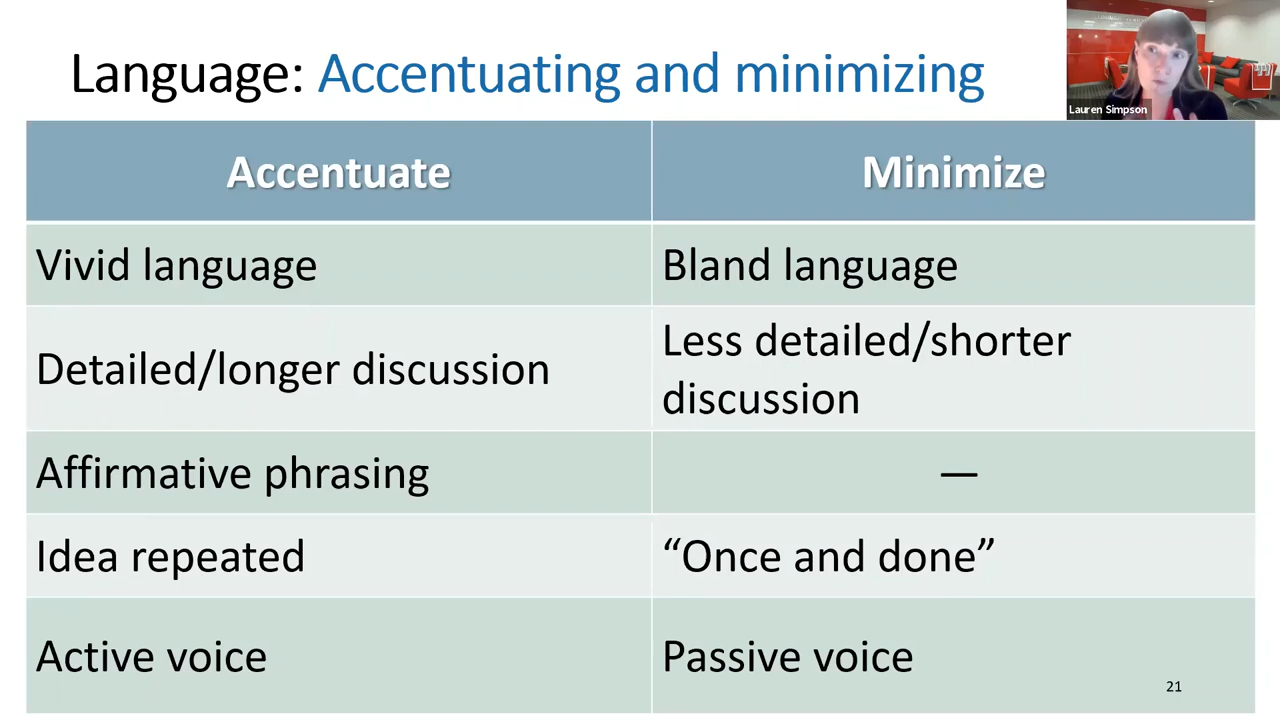 Language: Accentuating and minimizing
Lauren Simpson
Accentuate
Minimize
Vivid language
Bland language
Detailed/longer discussion
Less detailed/shorter
discussion
Affirmative phrasing
—
Idea repeated
“Once and done”
Active voice
Passive voice
21